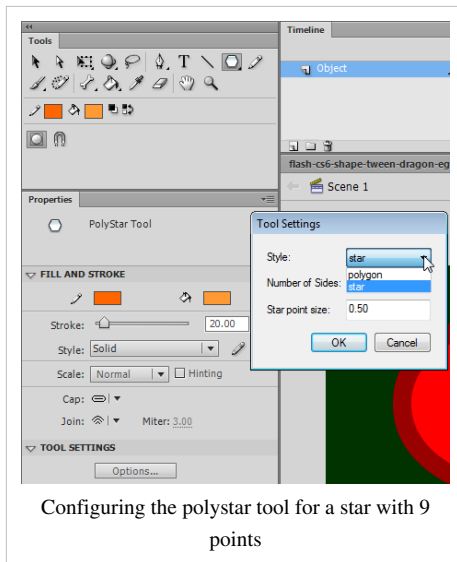 Tools
T
Properties
PolyStar Tool
FILL AND STROKE
Stroke: 20.00
Style: Solid
Scale: Normal Hinting
Cap:
Join: Miter: 3.00
TOOL SETTINGS
Options...
Timeline
Object
flash-cs6-shape-tween-dragon-eg
Scene 1
Tool Settings
Style: star
polygon
star
Number of Sides:
Star point size: 0.50
OK Cancel
Configuring the polystar tool for a star with 9
points